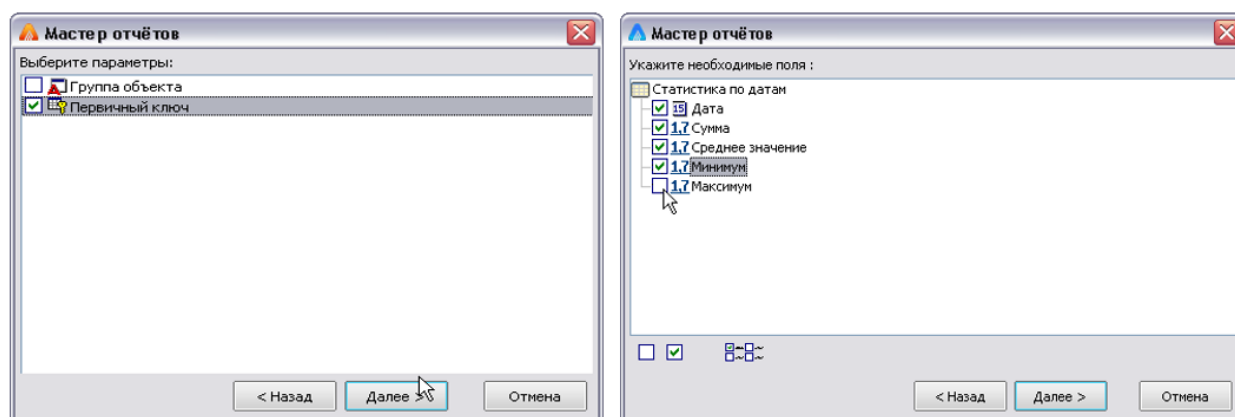 Мастер отчётов
Выберите параметры:
Группа объекта
Первичный ключ
< Назад
Далее >
Отмена
Мастер отчётов
Укажите необходимые поля :
Статистика по датам
15 Дата
1,7 Сумма
1,7 Среднее значение
1,7 Минимум
1,7 Максимум
< Назад
Далее >
Отмена